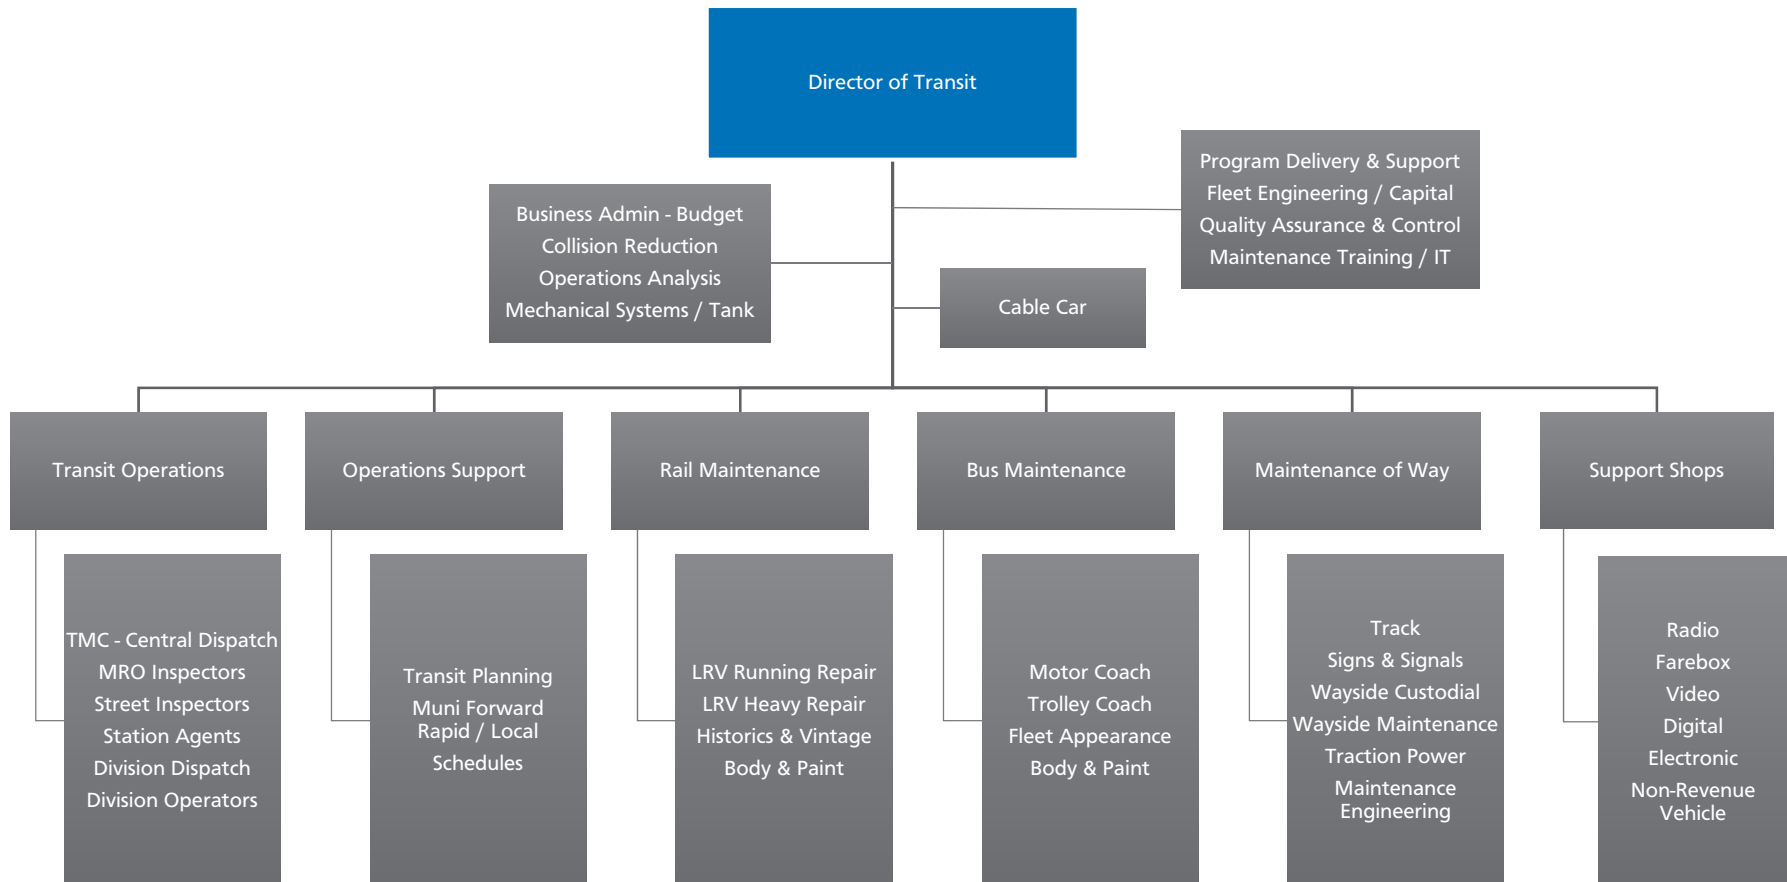 Director of Transit
Program Delivery & Support
Fleet Engineering / Capital
Quality Assurance & Control
Maintenance Training / IT
Business Admin - Budget
Collision Reduction
Operations Analysis
Mechanical Systems / Tank
Cable Car
Transit Operations
Operations Support
Rail Maintenance
Bus Maintenance
Maintenance of Way
Support Shops
TMC - Central Dispatch
MRO Inspectors
Street Inspectors
Station Agents
Division Dispatch
Division Operators
Transit Planning
Muni Forward
Rapid / Local
Schedules
LRV Running Repair
LRV Heavy Repair
Historics & Vintage
Body & Paint
Motor Coach
Trolley Coach
Fleet Appearance
Body & Paint
Track
Signs & Signals
Wayside Custodial
Wayside Maintenance
Traction Power
Maintenance
Engineering
Radio
Farebox
Video
Digital
Electronic
Non-Revenue
Vehicle